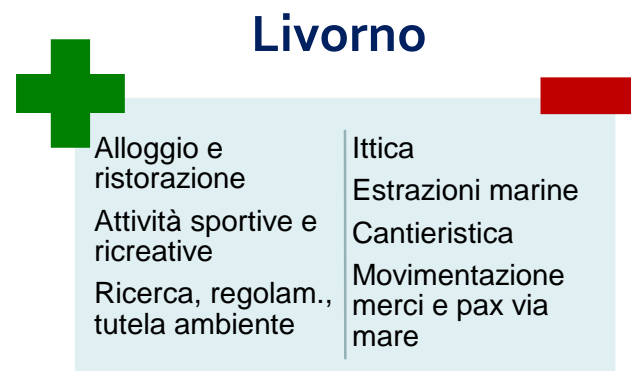 Livorno
Alloggio e
ristorazione
Attività sportive e
ricreative
Ricerca, regolam.,
tutela ambiente
Ittica
Estrazioni marine
Cantieristica
Movimentazione
merci e pax via
mare